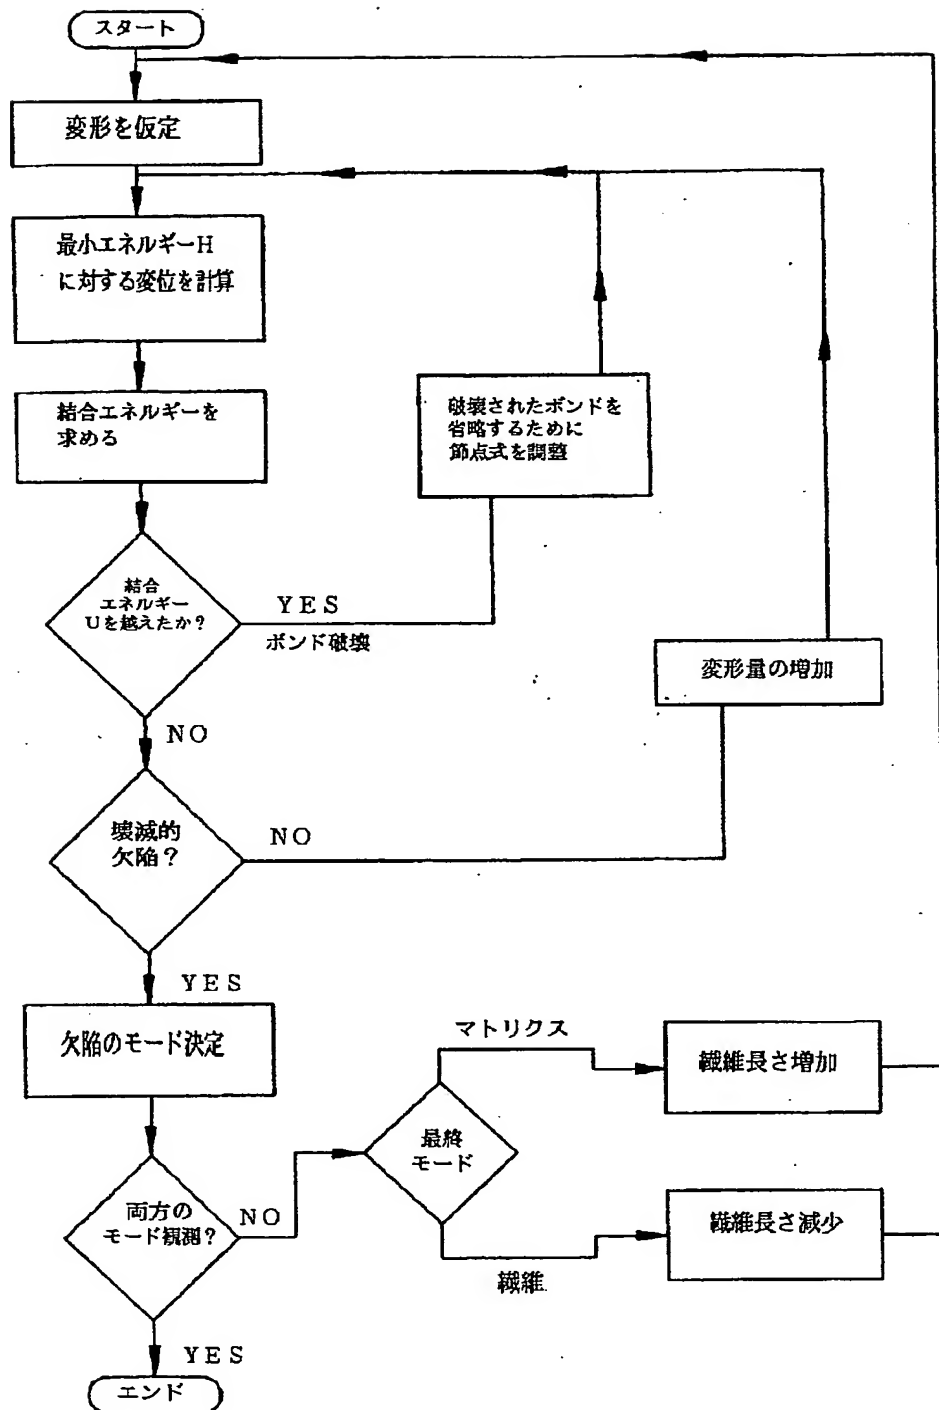 スタート
変形を仮定
最小エネルギーH
に対する変位を計算
結合エネルギーを
求める
破壊されたボンドを
省略するために
節点式を調整
結合
エネルギー
Uを越えたか?
YES
ボンド破壊
変形量の増加
NO
壊滅的
欠陥?
NO
YES
欠陥のモード決定
マトリクス
繊維長さ増加
最終
モード
両方の
モード観測?
NO
繊維長さ減少
繊維
YES
エンド